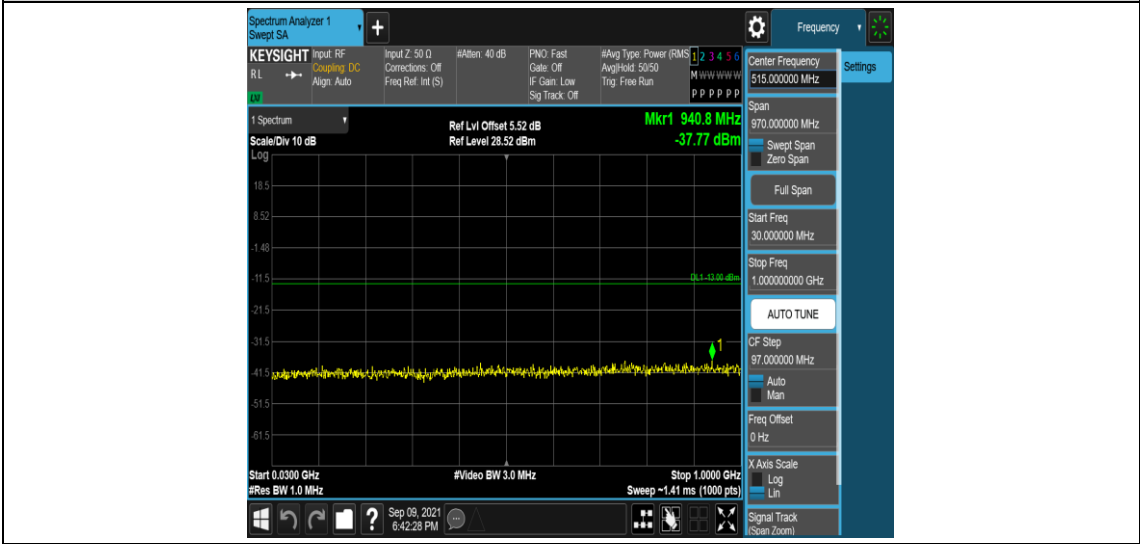 Spectrum Analyzer 1
Swept SA
+
Frequency
KEYSIGHT
RL
LXI
Input: RF
Coupling: DC
Align: Auto
Input Z: 50 Ω
Corrections: Off
Freq Ref: Int (S)
#Atten: 40 dB
PNO: Fast
Gate: Off
IF Gain: Low
Sig Track: Off
#Avg Type: Power (RMS
Avg|Hold: 50/50
Trig: Free Run
1 2 3 4 5 6
M W W W W W
P P P P P P
Center Frequency
515.000000 MHz
Settings
1 Spectrum
Scale/Div 10 dB
Log
Ref Lvl Offset 5.52 dB
Ref Level 28.52 dBm
Mkr1 940.8 MHz
-37.77 dBm
Span
970.000000 MHz
Swept Span
Zero Span
Full Span
Start Freq
30.000000 MHz
Stop Freq
1.000000000 GHz
AUTO TUNE
CF Step
97.000000 MHz
Auto
Man
Freq Offset
0 Hz
X Axis Scale
Log
Lin
Signal Track
(Span Zoom)
18.5
8.52
-1.48
-11.5
DL1 -13.00 dBm
-21.5
-31.5
1
-41.5
-51.5
-61.5
Start 0.0300 GHz
#Video BW 3.0 MHz
Stop 1.0000 GHz
#Res BW 1.0 MHz
Sweep ~1.41 ms (1000 pts)
?
Sep 09, 2021
6:42:28 PM